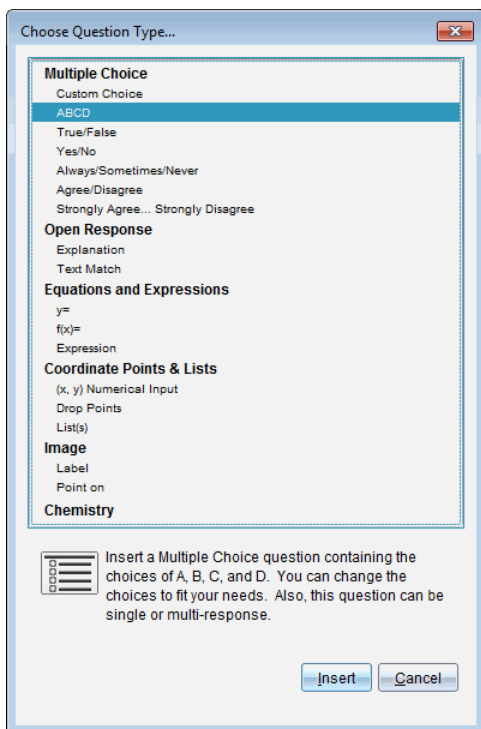 Choose Question Type...
Multiple Choice
Custom Choice
ABCD
True/False
Yes/No
Always/Sometimes/Never
Agree/Disagree
Strongly Agree... Strongly Disagree
Open Response
Explanation
Text Match
Equations and Expressions
y=
f(x)=
Expression
Coordinate Points & Lists
(x, y) Numerical Input
Drop Points
List(s)
Image
Label
Point on
Chemistry
Insert a Multiple Choice question containing the
choices of A, B, C, and D.  You can change the
choices to fit your needs.  Also, this question can be
single or multi-response.
Insert Cancel